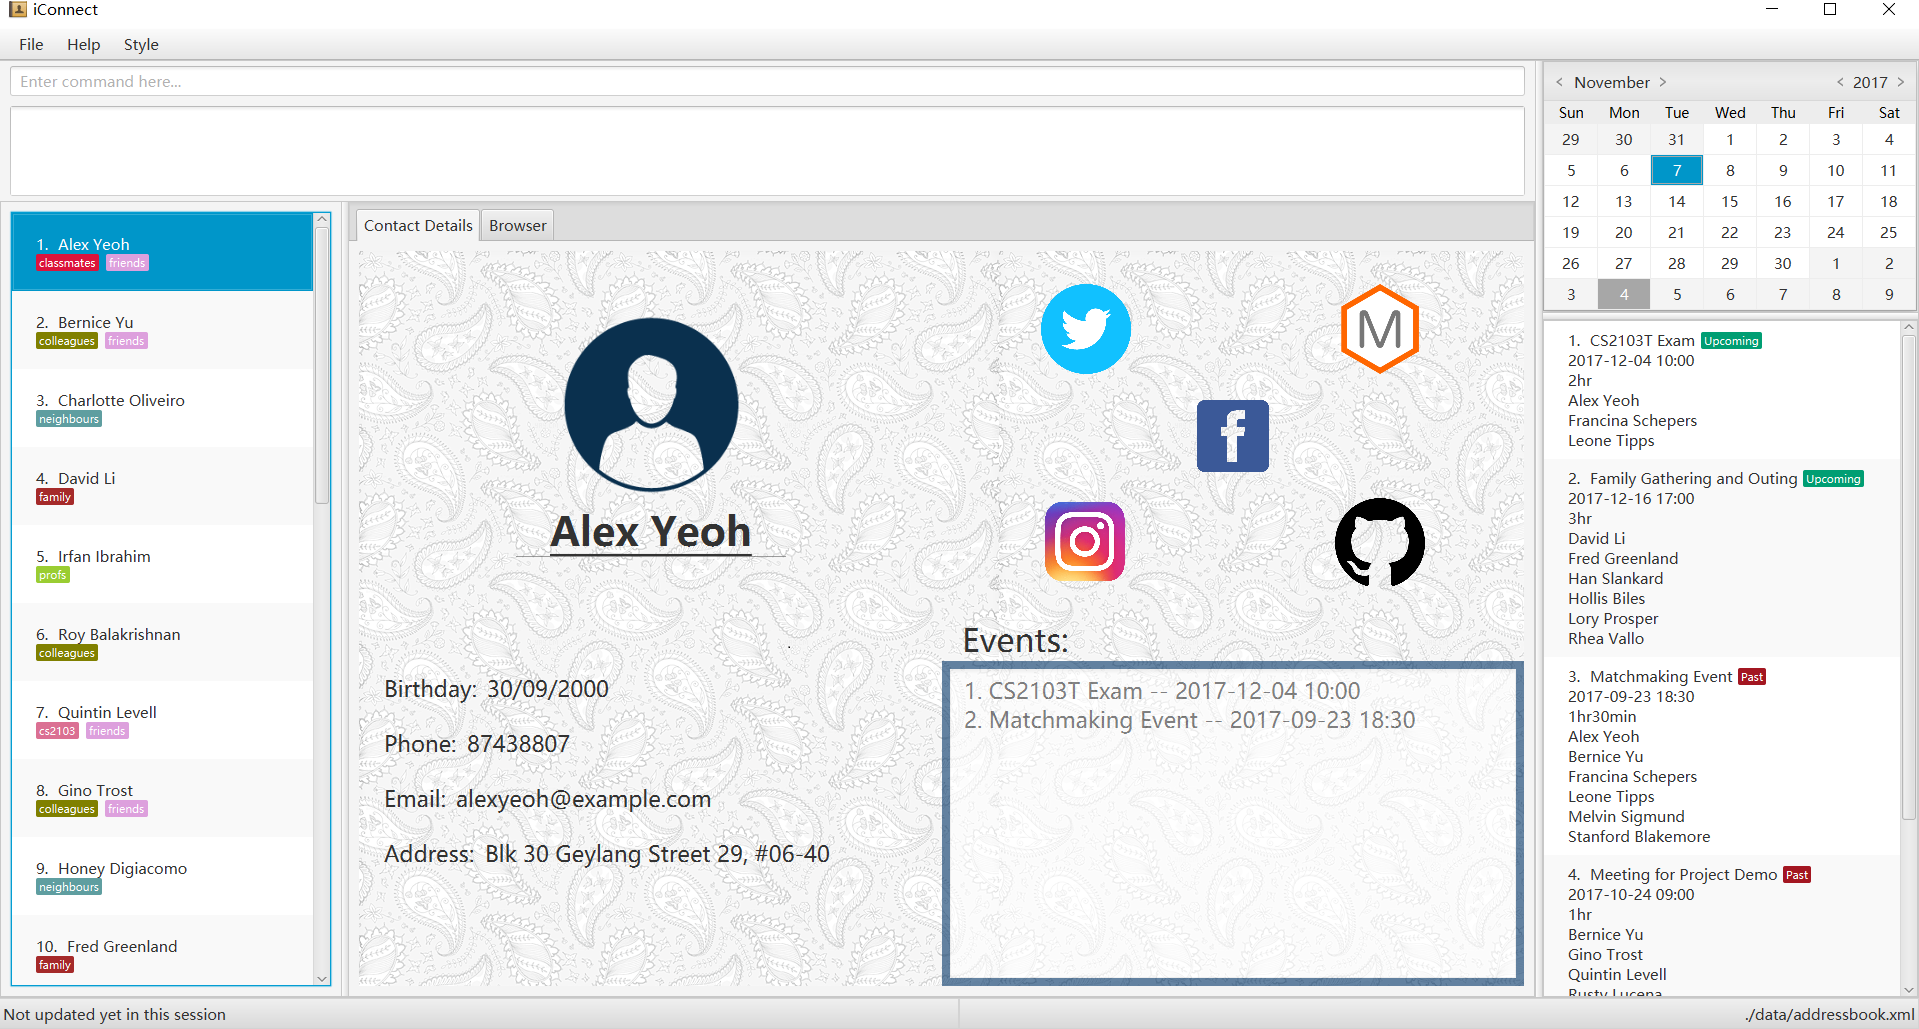 iConnect
File Help Style
Enter command here...
1. Alex Yeoh
classmates friends
2. Bernice Yu
colleagues friends
3. Charlotte Oliveiro
neighbours
4. David Li
family
5. Irfan Ibrahim
profs
6. Roy Balakrishnan
colleagues
7. Quintin Levell
cs2103 friends
8. Gino Trost
colleagues friends
9. Honey Digiacomo
neighbours
10. Fred Greenland
family
Contact Details Browser
M
f
Alex Yeoh
Birthday: 30/09/2000
Phone: 87438807
Email: alexyeoh@example.com
Address: Blk 30 Geylang Street 29, #06-40
Events:
1. CS2103T Exam -- 2017-12-04 10:00
2. Matchmaking Event -- 2017-09-23 18:30
< November > < 2017 >
Sun Mon Tue Wed Thu Fri Sat
29 30 31 1 2 3 4
5 6 7 8 9 10 11
12 13 14 15 16 17 18
19 20 21 22 23 24 25
26 27 28 29 30 1 2
3 4 5 6 7 8 9
1. CS2103T Exam Upcoming
2017-12-04 10:00
2hr
Alex Yeoh
Francina Schepers
Leone Tipps
2. Family Gathering and Outing Upcoming
2017-12-16 17:00
3hr
David Li
Fred Greenland
Han Slankard
Hollis Biles
Lory Prosper
Rhea Vallo
3. Matchmaking Event Past
2017-09-23 18:30
1hr30min
Alex Yeoh
Bernice Yu
Francina Schepers
Leone Tipps
Melvin Sigmund
Stanford Blakemore
4. Meeting for Project Demo Past
2017-10-24 09:00
1hr
Bernice Yu
Gino Trost
Quintin Levell
Rusty Lucena
Not updated yet in this session
./data/addressbook.xml